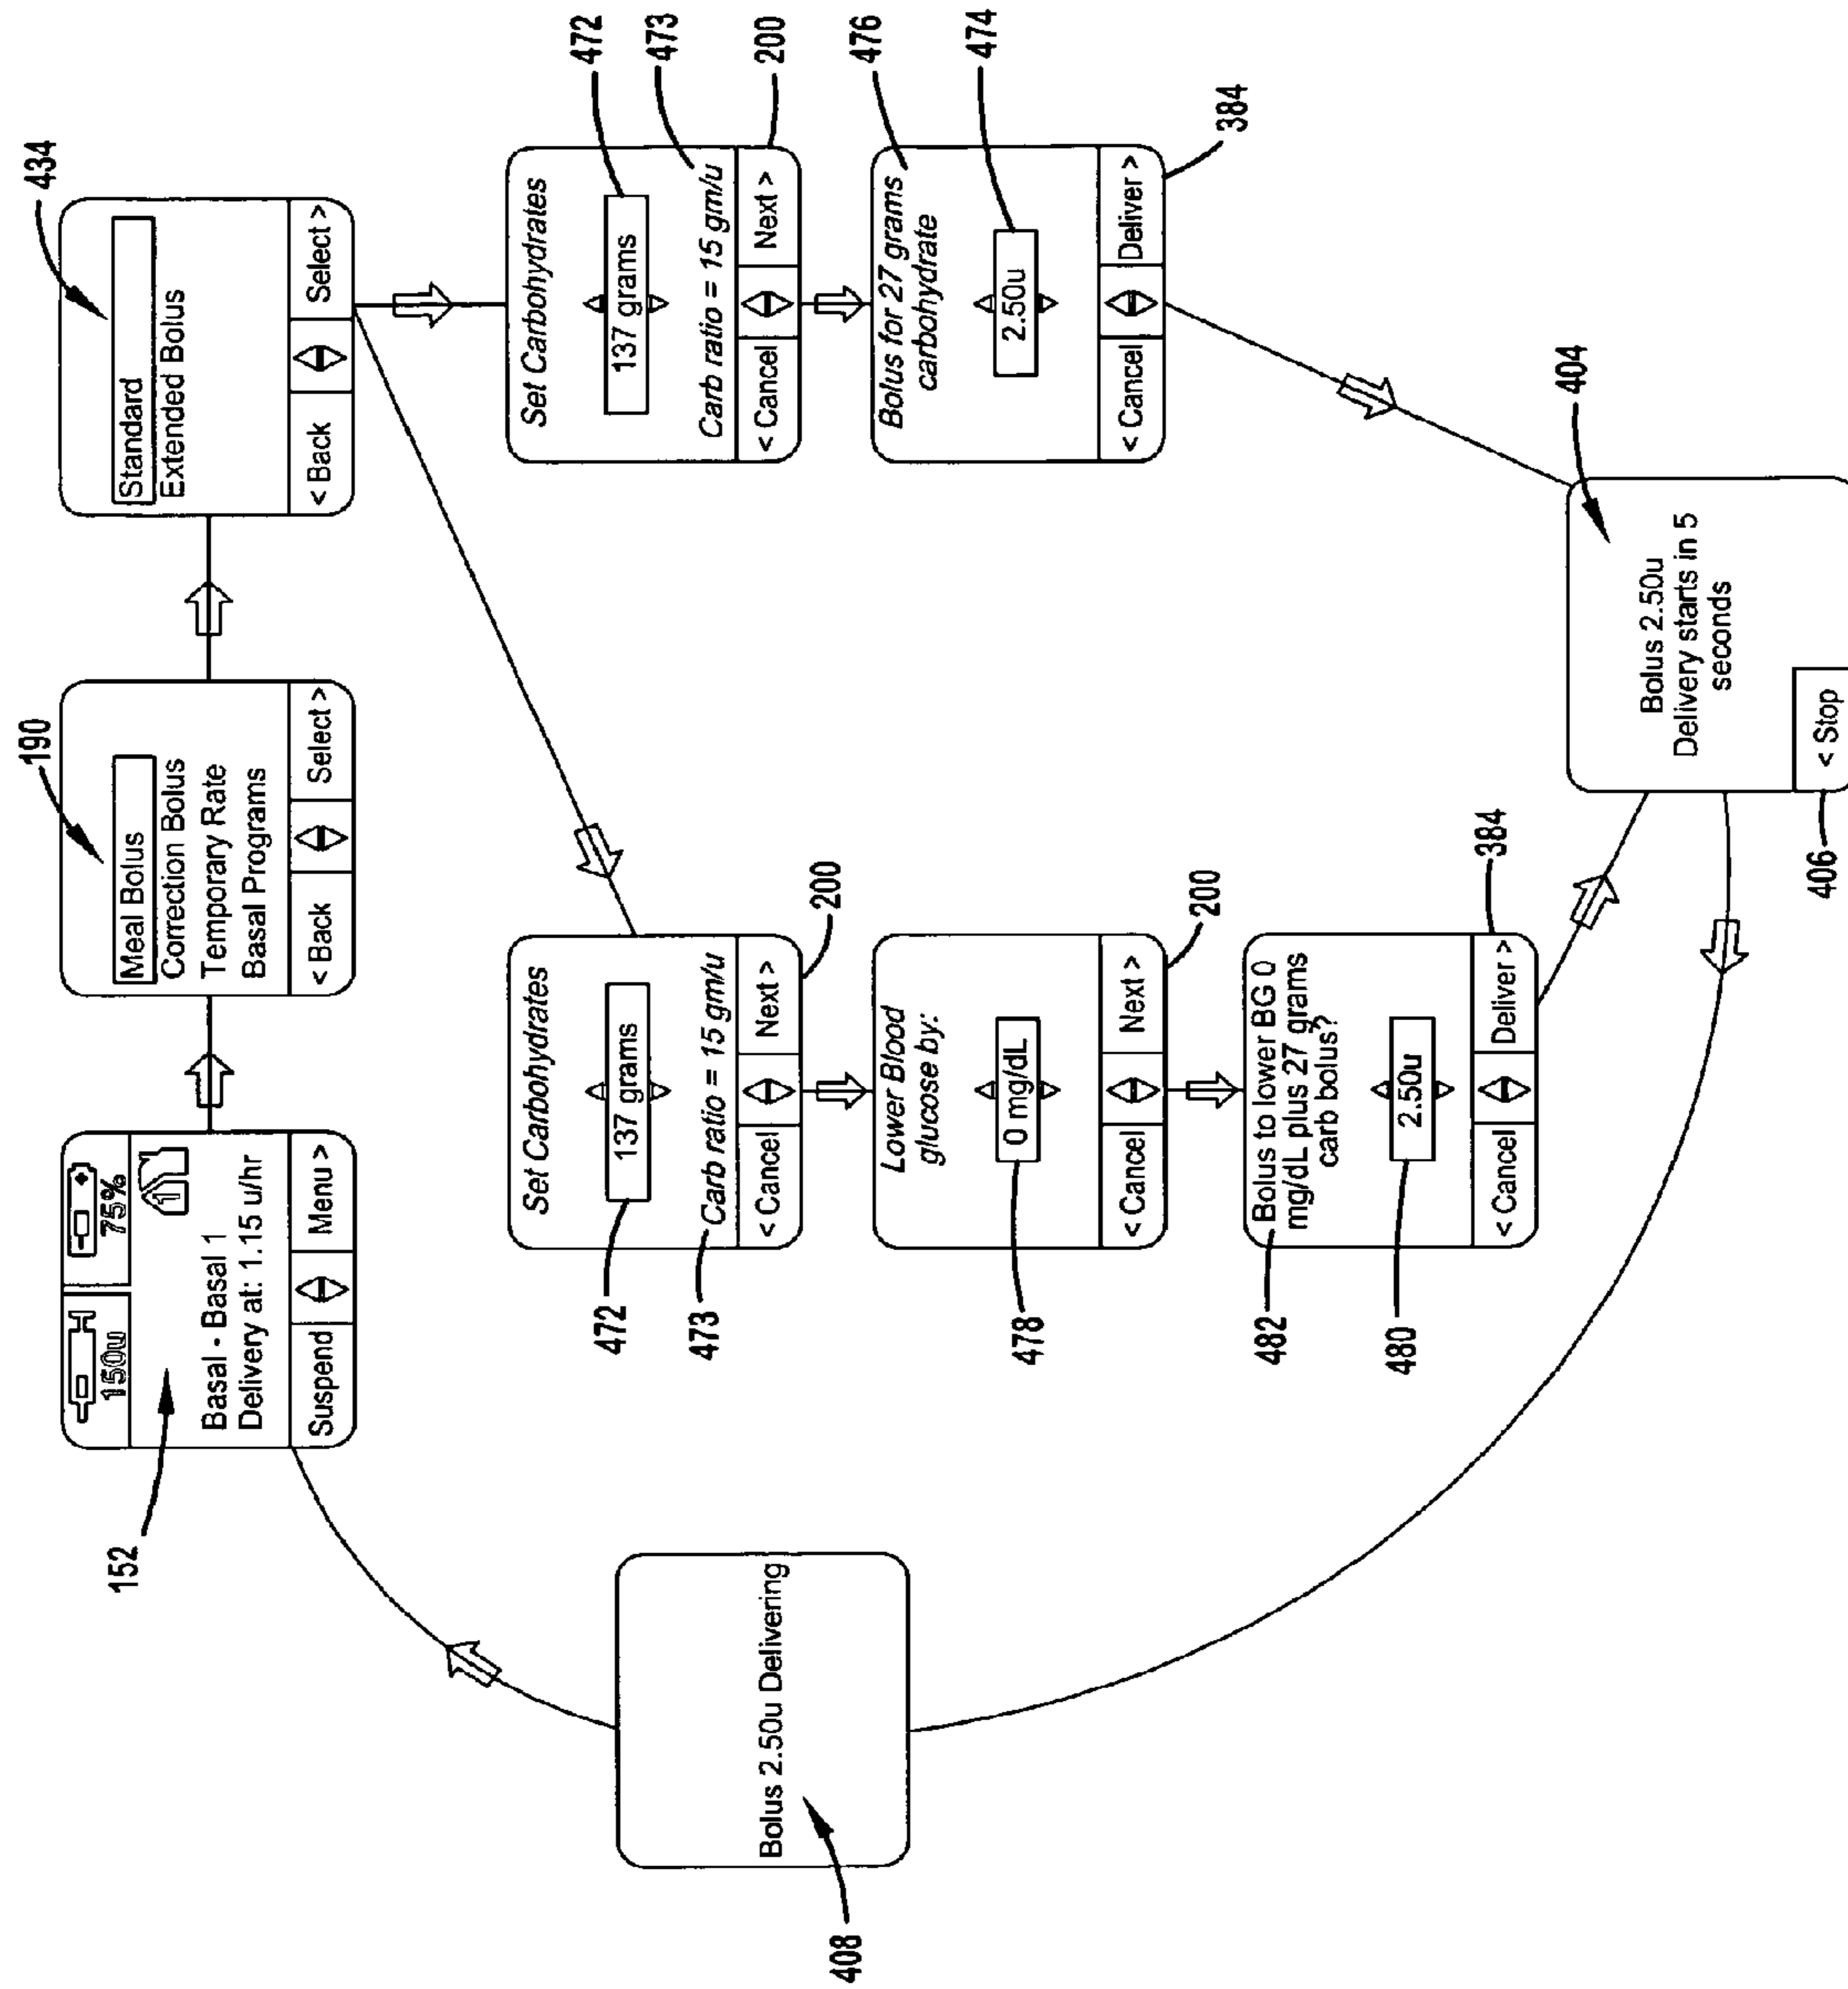 152
150u
75%
1
Basal - Basal 1
Delivery at: 1.15 u/hr
Suspend
Menu >
190
Meal Bolus
Correction Bolus
Temporary Rate
Basal Programs
< Back
Select >
434
Standard
Extended Bolus
< Back
Select >
Set Carbohydrates
472
137 grams
473
Carb ratio = 15 gm/u
< Cancel
Next >
200
Set Carbohydrates
472
137 grams
473
Carb ratio = 15 gm/u
< Cancel
Next >
200
Lower Blood
glucose by:
478
0 mg/dL
< Cancel
Next >
200
Bolus for 27 grams
carbohydrate
476
2.50u
474
< Cancel
Deliver >
384
482
Bolus to lower BG 0
mg/dL plus 27 grams
carb bolus?
480
2.50u
< Cancel
Deliver >
384
408
Bolus 2.50u Delivering
404
Bolus 2.50u
Delivery starts in 5
seconds
406
< Stop